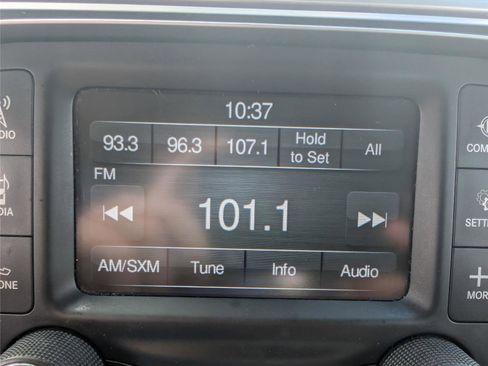 10:37
93.3 96.3 107.1 Hold to Set All
FM
101.1
AM/SXM Tune Info Audio